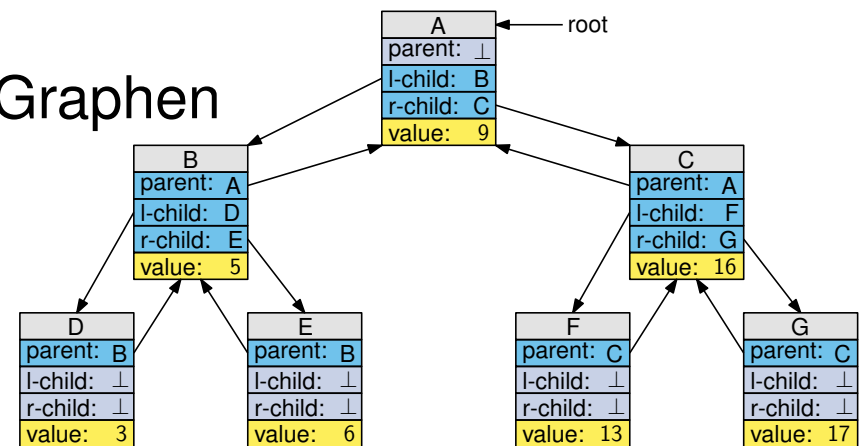 A
root
parent: ⊥
l-child: B
r-child: C
value: 9
Graphen
B
parent: A
l-child: D
r-child: E
value: 5
C
parent: A
l-child: F
r-child: G
value: 16
D
parent: B
l-child: ⊥
r-child: ⊥
value: 3
E
parent: B
l-child: ⊥
r-child: ⊥
value: 6
F
parent: C
l-child: ⊥
r-child: ⊥
value: 13
G
parent: C
l-child: ⊥
r-child: ⊥
value: 17